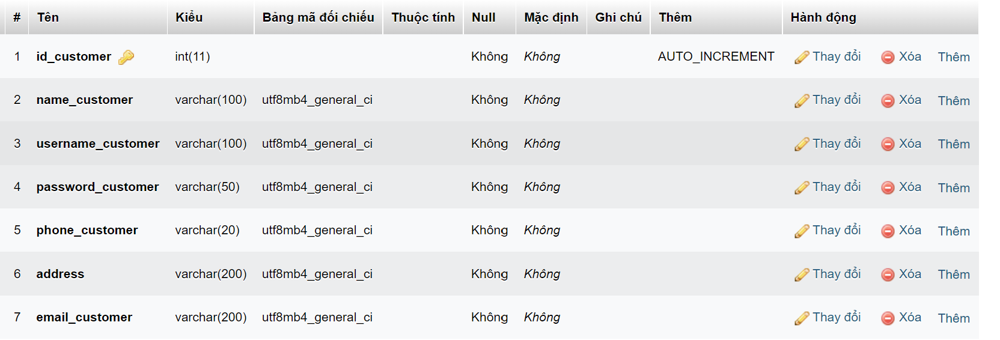 # Tên Kiểu Bảng mã đối chiếu Thuộc tính Null Mặc định Ghi chú Thêm Hành động
1 id_customer int(11) Không Không AUTO_INCREMENT Thay đổi Xóa Thêm
2 name_customer varchar(100) utf8mb4_general_ci Không Không Thay đổi Xóa Thêm
3 username_customer varchar(100) utf8mb4_general_ci Không Không Thay đổi Xóa Thêm
4 password_customer varchar(50) utf8mb4_general_ci Không Không Thay đổi Xóa Thêm
5 phone_customer varchar(20) utf8mb4_general_ci Không Không Thay đổi Xóa Thêm
6 address varchar(200) utf8mb4_general_ci Không Không Thay đổi Xóa Thêm
7 email_customer varchar(200) utf8mb4_general_ci Không Không Thay đổi Xóa Thêm